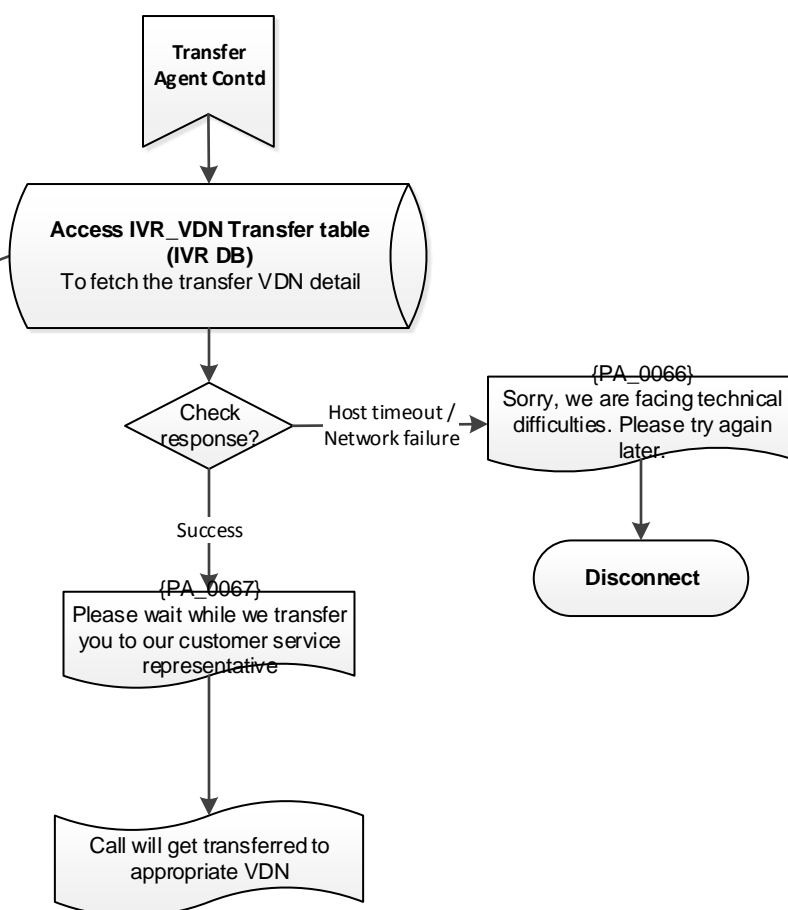 Transfer
Agent Contd
Access IVR_VDN Transfer table
(IVR DB)
To fetch the transfer VDN detail
Check
response?
Host timeout /
Network failure
{PA_0066}
Sorry, we are facing technical
difficulties. Please try again
later.
Disconnect
Success
{PA_0067}
Please wait while we transfer
you to our customer service
representative
Call will get transferred to
appropriate VDN